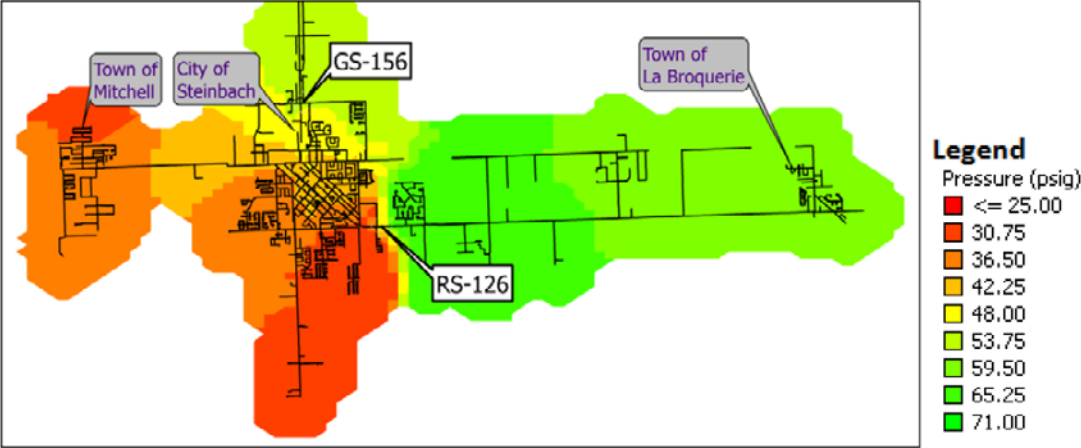 GS-156
Town of
La Broquerie
Town of
Mitchell
City of
Steinbach
RS-126
Legend
Pressure (psig)
<= 25.00
30.75
36.50
42.25
48.00
53.75
59.50
65.25
71.00